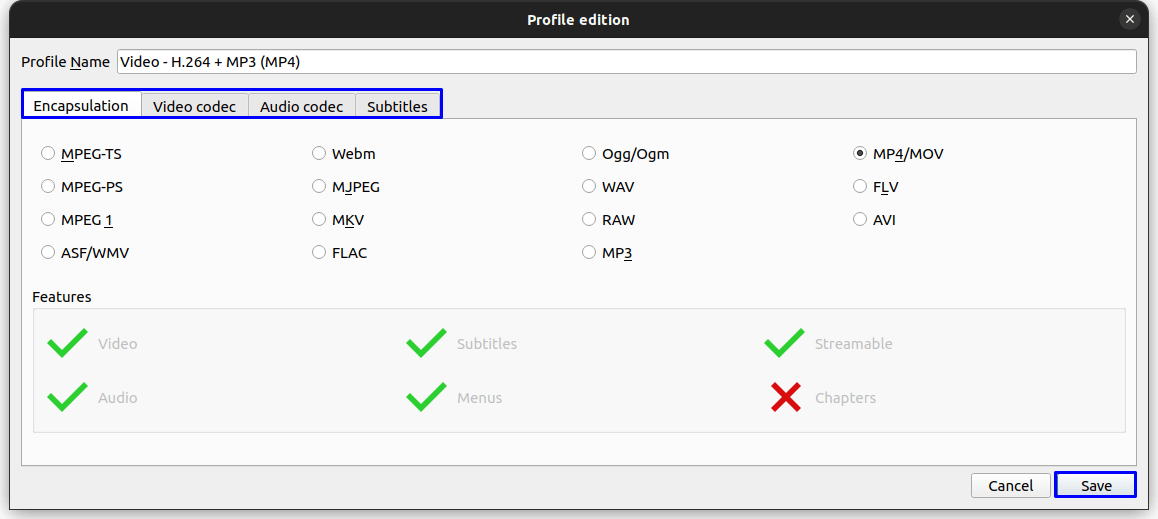 Profile edition
Profile Name Video - H.264 + MP3 (MP4)
Encapsulation Video codec Audio codec Subtitles
MPEG-TS Webm Ogg/Ogm MP4/MOV
MPEG-PS MJPEG WAV FLV
MPEG 1 MKV RAW AVI
ASF/WMV FLAC MP3
Features
Video Subtitles Streamable
Audio Menus Chapters
Cancel Save